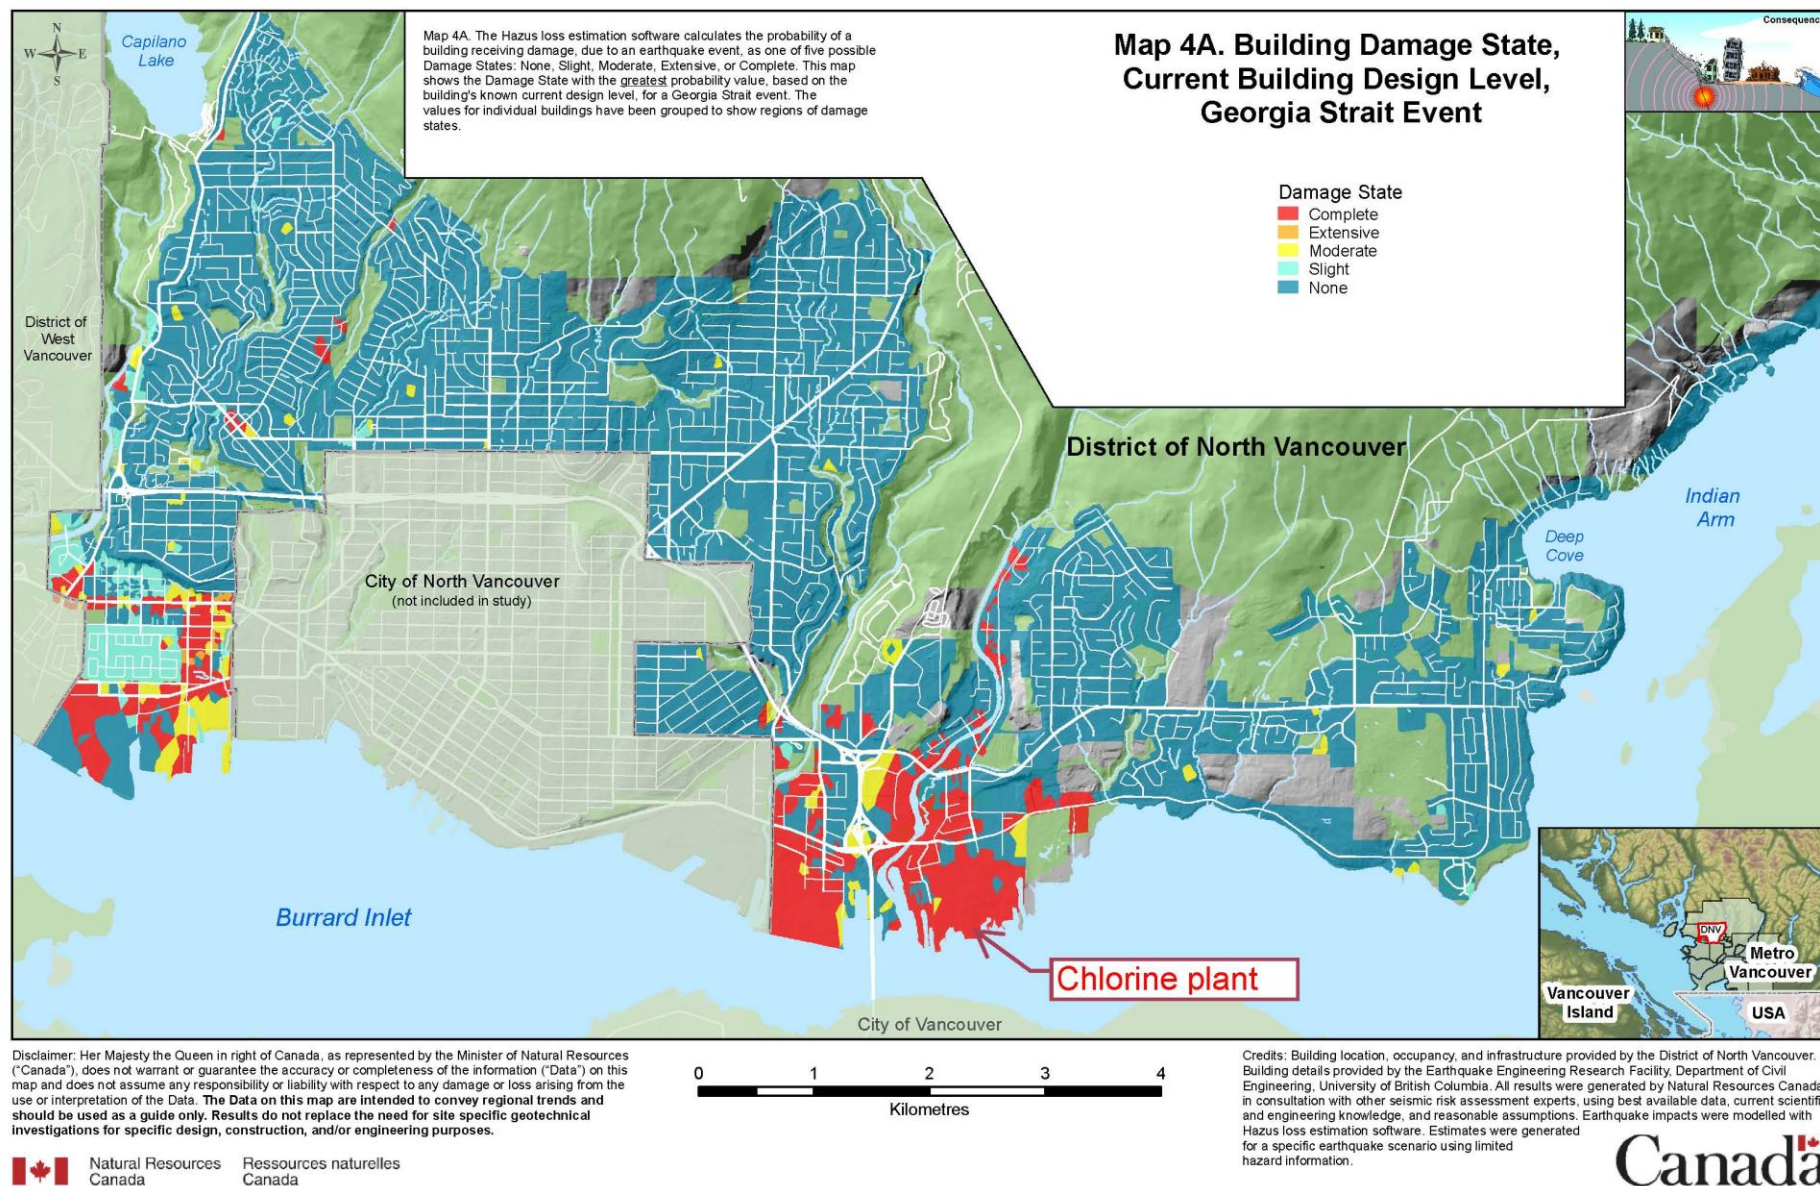 N
W E
S
Capilano
Lake
Map 4A. The Hazus loss estimation software calculates the probability of a
building receiving damage, due to an earthquake event, as one of five possible
Damage States: None, Slight, Moderate, Extensive, or Complete. This map
shows the Damage State with the greatest probability value, based on the
building's known current design level, for a Georgia Strait event. The
values for individual buildings have been grouped to show regions of damage
states.
Map 4A. Building Damage State,
Current Building Design Level,
Georgia Strait Event
Consequenc
Damage State
Complete
Extensive
Moderate
Slight
None
District of
West
Vancouver
District of North Vancouver
Indian
Arm
Deep
Cove
City of North Vancouver
(not included in study)
Burrard Inlet
Chlorine plant
City of Vancouver
DNV
Metro
Vancouver
Vancouver
Island
USA
Disclaimer: Her Majesty the Queen in right of Canada, as represented by the Minister of Natural Resources
("Canada"), does not warrant or guarantee the accuracy or completeness of the information ("Data") on this
map and does not assume any responsibility or liability with respect to any damage or loss arising from the
use or interpretation of the Data. The Data on this map are intended to convey regional trends and
should be used as a guide only. Results do not replace the need for site specific geotechnical
investigations for specific design, construction, and/or engineering purposes.
0 1 2 3 4
Kilometres
Credits: Building location, occupancy, and infrastructure provided by the District of North Vancouver.
Building details provided by the Earthquake Engineering Research Facility, Department of Civil
Engineering, University of British Columbia. All results were generated by Natural Resources Canada
in consultation with other seismic risk assessment experts, using best available data, current scientifi
and engineering knowledge, and reasonable assumptions. Earthquake impacts were modelled with
Hazus loss estimation software. Estimates were generated
for a specific earthquake scenario using limited
hazard information.
Natural Resources Ressources naturelles
Canada Canada
Canada